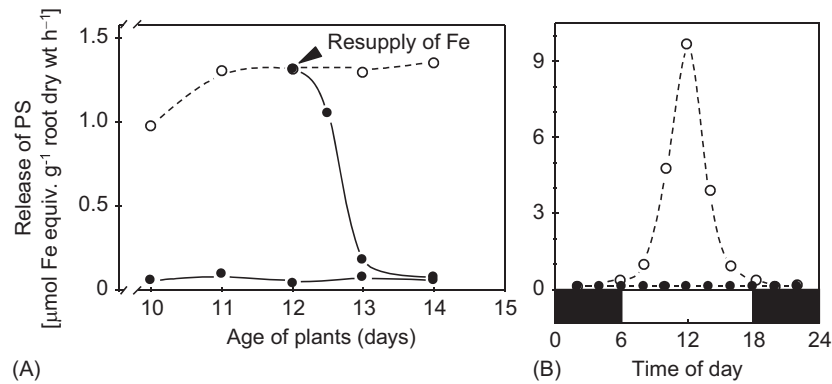 Release of PS
[μmol Fe equiv. g⁻¹ root dry wt h⁻¹]
1.5
1.0
0.5
0
Resupply of Fe
10 11 12 13 14 15
Age of plants (days)
(A)
9
6
3
0
0 6 12 18 24
Time of day
(B)